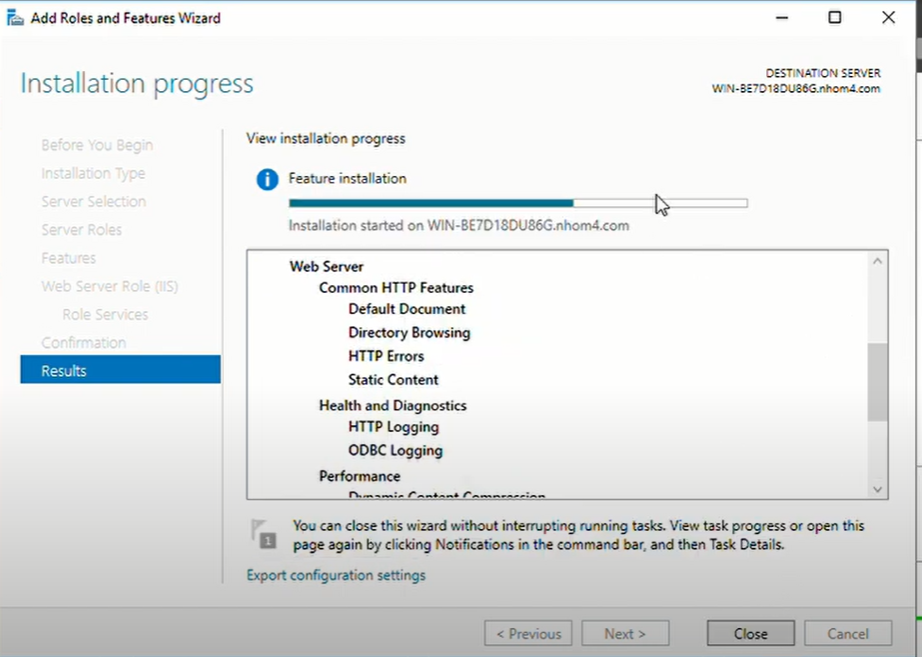 Add Roles and Features Wizard
Installation progress
DESTINATION SERVER
WIN-BE7D18DU86G.nhom4.com
Before You Begin
Installation Type
Server Selection
Server Roles
Features
Web Server Role (IIS)
Role Services
Confirmation
Results
View installation progress
Feature installation
Installation started on WIN-BE7D18DU86G.nhom4.com
Web Server
Common HTTP Features
Default Document
Directory Browsing
HTTP Errors
Static Content
Health and Diagnostics
HTTP Logging
ODBC Logging
Performance
Dynamic Content Compression
1
You can close this wizard without interrupting running tasks. View task progress or open this
page again by clicking Notifications in the command bar, and then Task Details.
Export configuration settings
< Previous
Next >
Close
Cancel